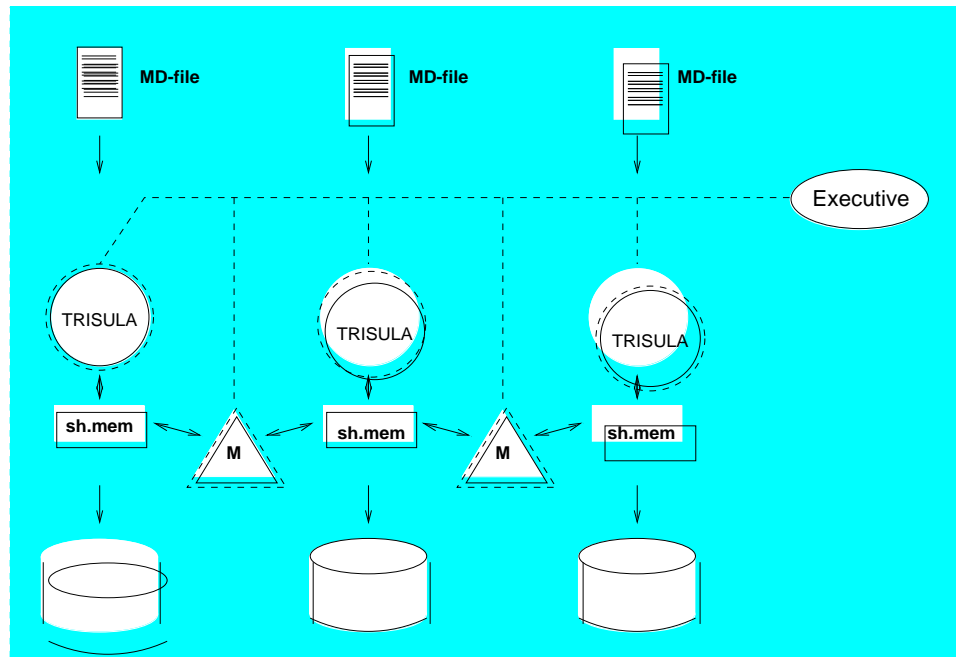 MD-file
MD-file
MD-file
Executive
TRISULA
TRISULA
TRISULA
sh.mem
sh.mem
sh.mem
M
M